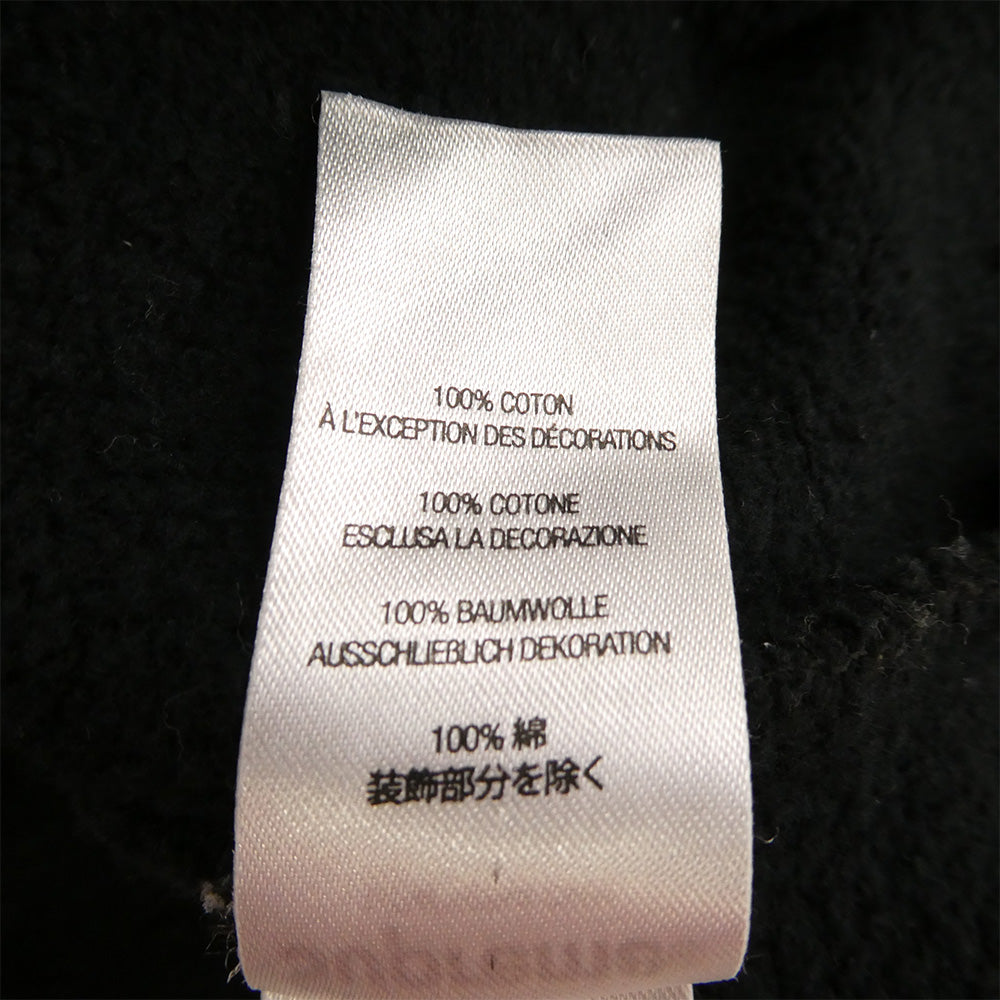 100% COTON
À L'EXCEPTION DES DÉCORATIONS
100% COTONE
ESCLUSA LA DECORAZIONE
100% BAUMWOLLE
AUSSCHLIEBLICH DEKORATION
100% 綿
装飾部分を除く